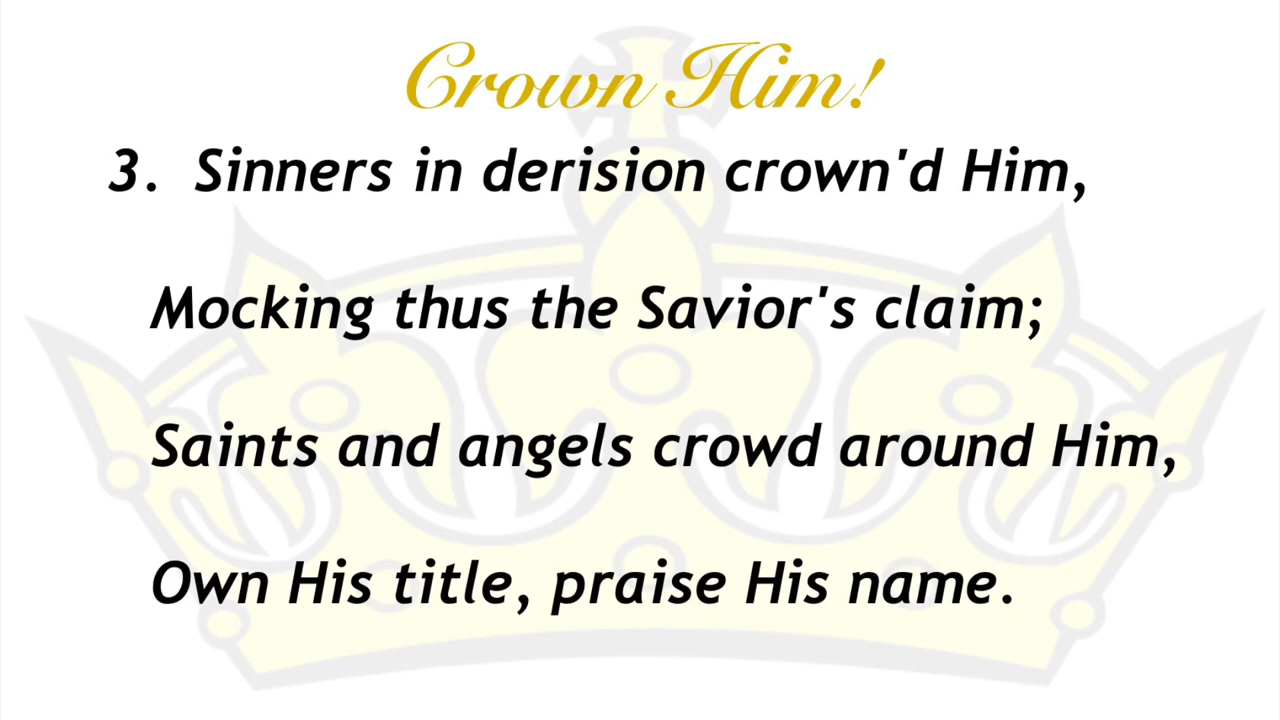 Crown Him!
3. Sinners in derision crown'd Him,
Mocking thus the Savior's claim;
Saints and angels crowd around Him,
Own His title, praise His name.